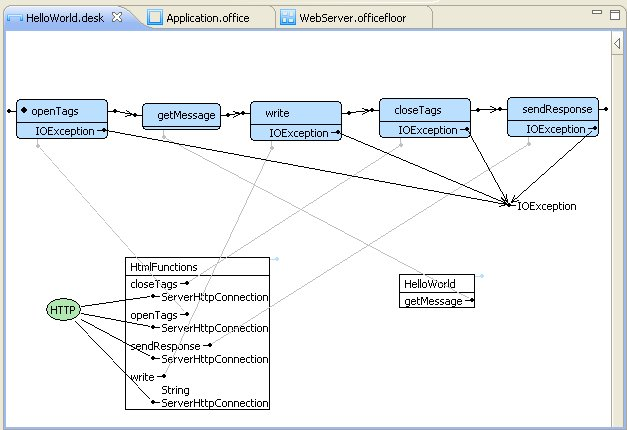 HelloWorld.desk
Application.office
WebServer.officefloor
openTags
IOException
getMessage
write
IOException
closeTags
IOException
sendResponse
IOException
IOException
HtmlFunctions
closeTags
ServerHttpConnection
openTags
ServerHttpConnection
sendResponse
ServerHttpConnection
write
String
ServerHttpConnection
HTTP
HelloWorld
getMessage